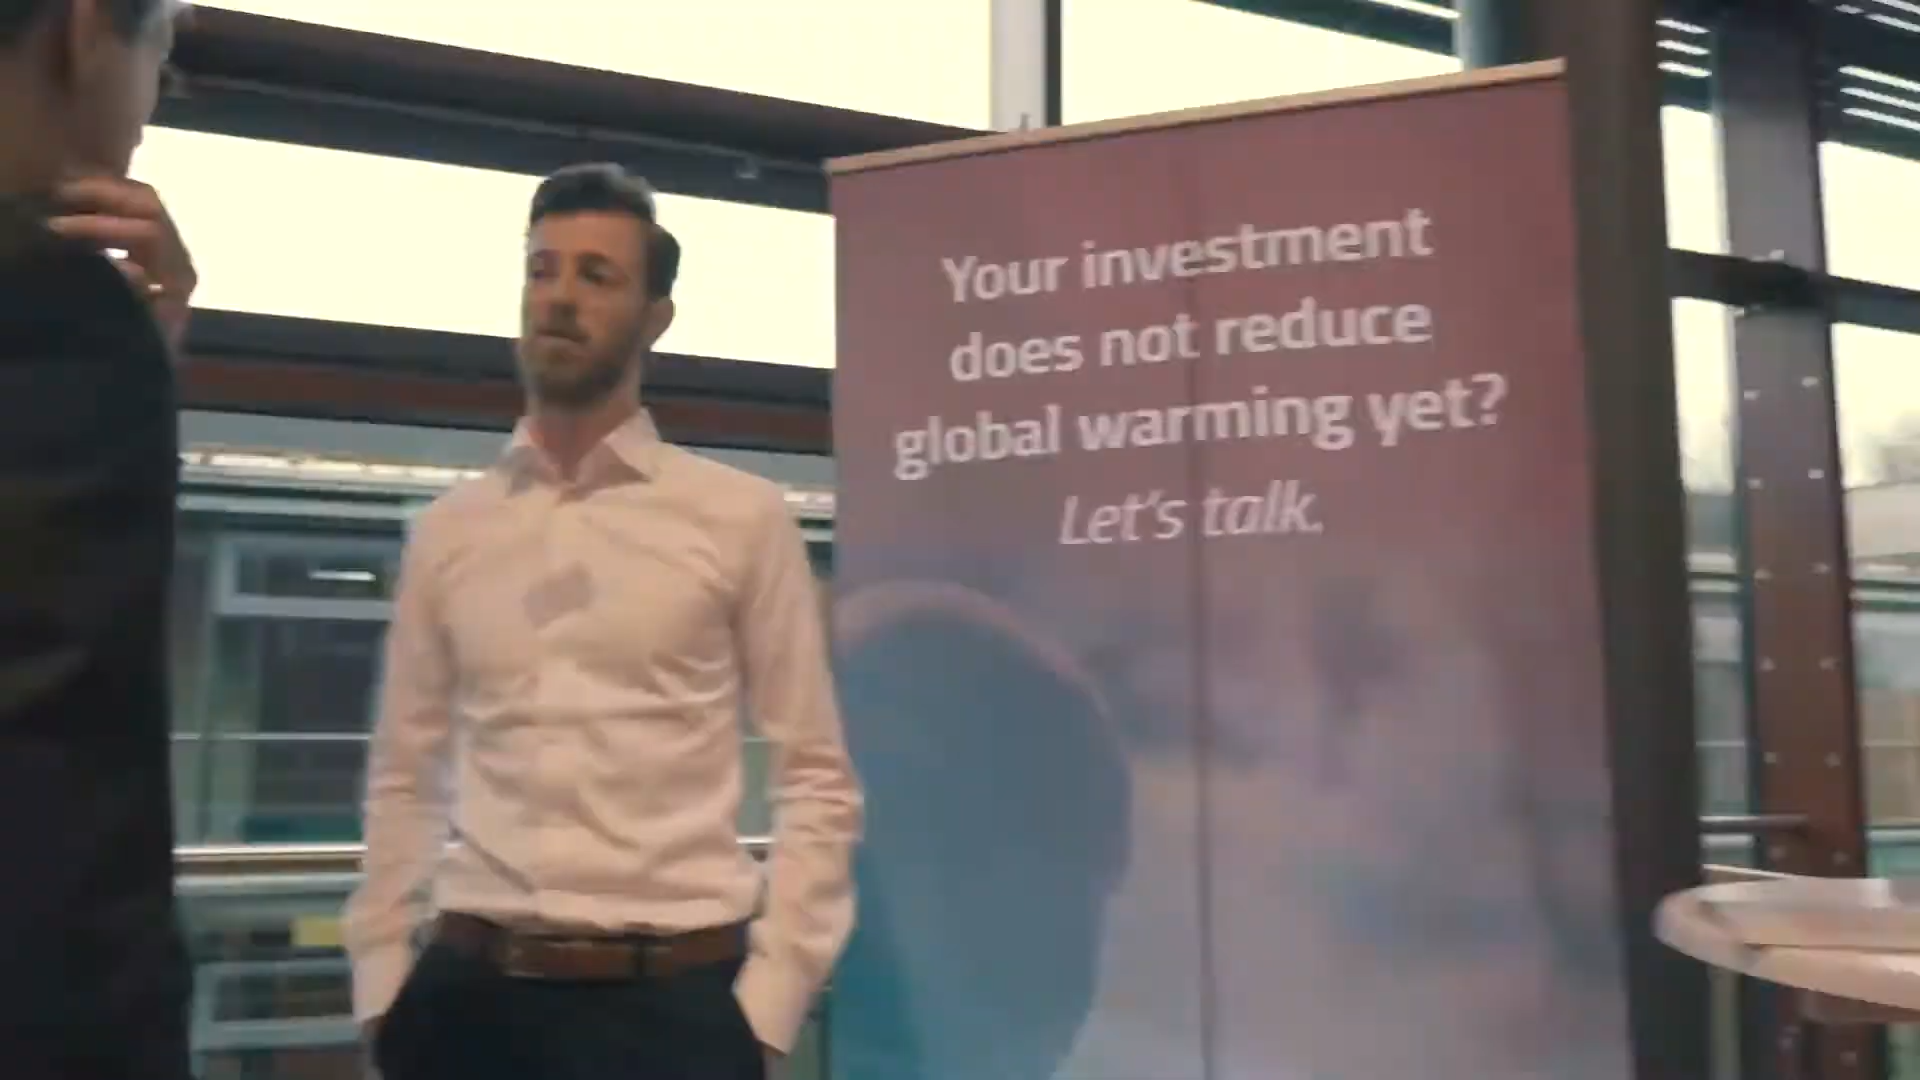 Your investment
does not reduce
global warming yet?
Let's talk.